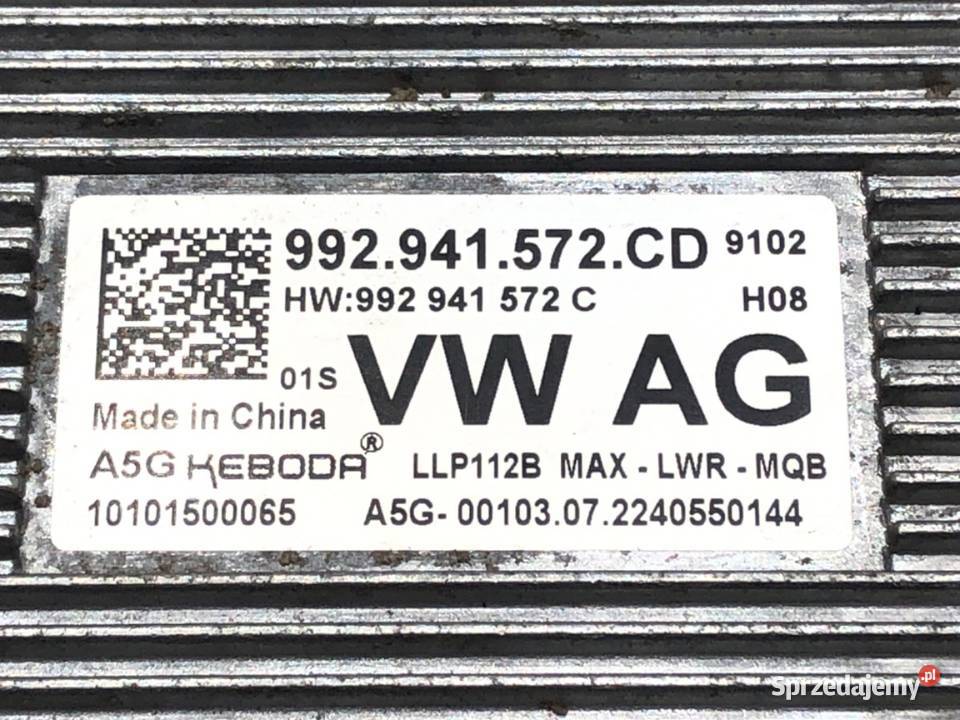 992.941.572.CD 9102
HW:992 941 572 C H08
01S VW AG
Made in China
A5G KEBODA® LLP112B MAX - LWR - MQB
10101500065 A5G- 00103.07.2240550144
Sprzedajemy.pl